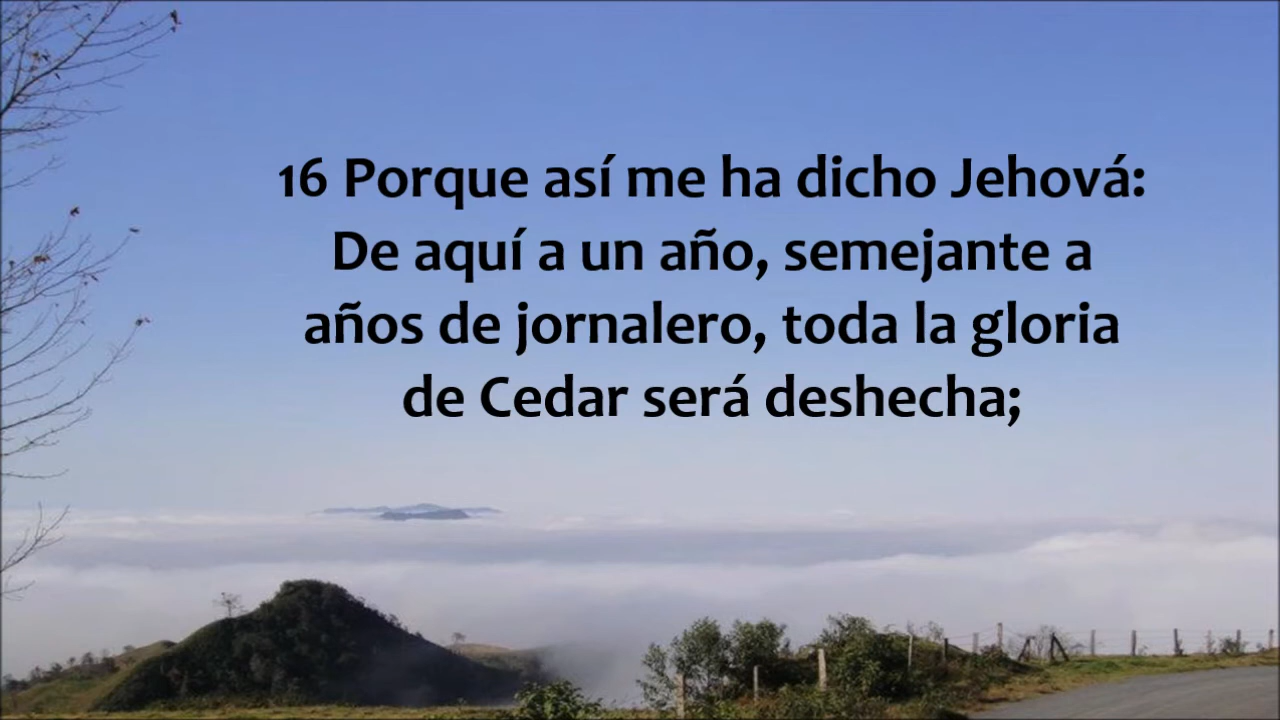 16 Porque así me ha dicho Jehová:
De aquí a un año, semejante a
años de jornalero, toda la gloria
de Cedar será deshecha;